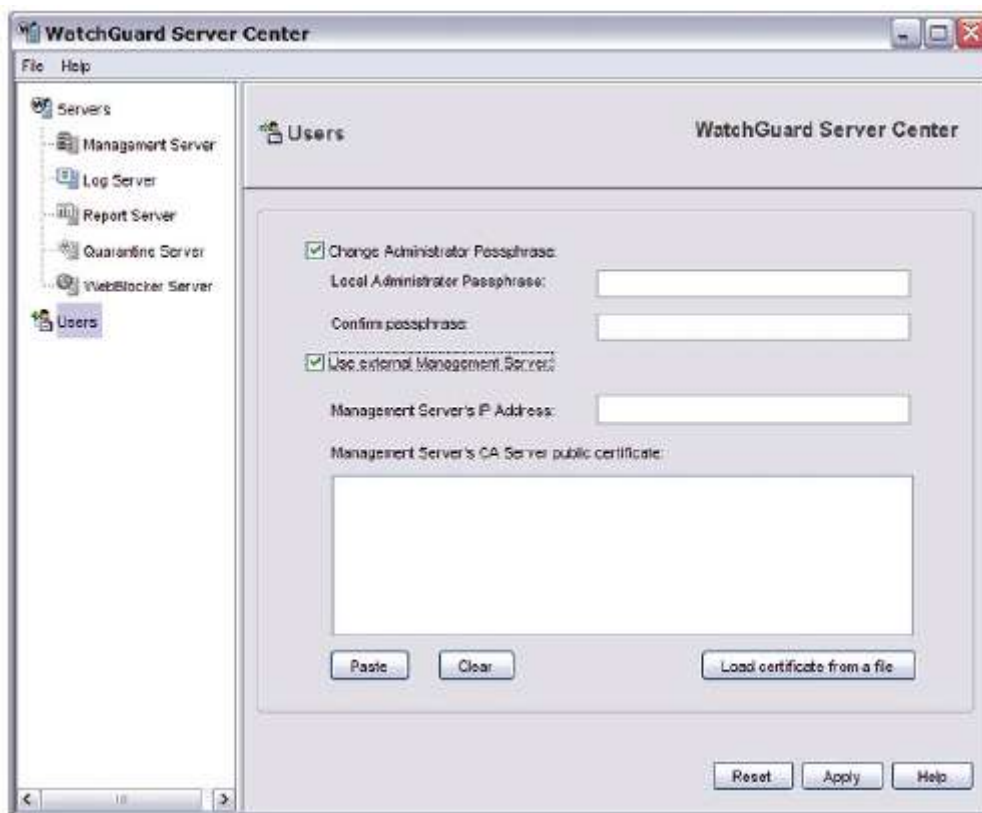 WatchGuard Server Center
File Help
Servers
Management Server
Log Server
Report Server
Quarantine Server
WebBlocker Server
Users
Users
WatchGuard Server Center
Change Administrator Passphrase:
Local Administrator Passphrase:
Confirm passphrase:
Use external Management Server:
Management Server's IP Address:
Management Server's CA Server public certificate:
Paste
Clear
Load certificate from a file
Reset
Apply
Help